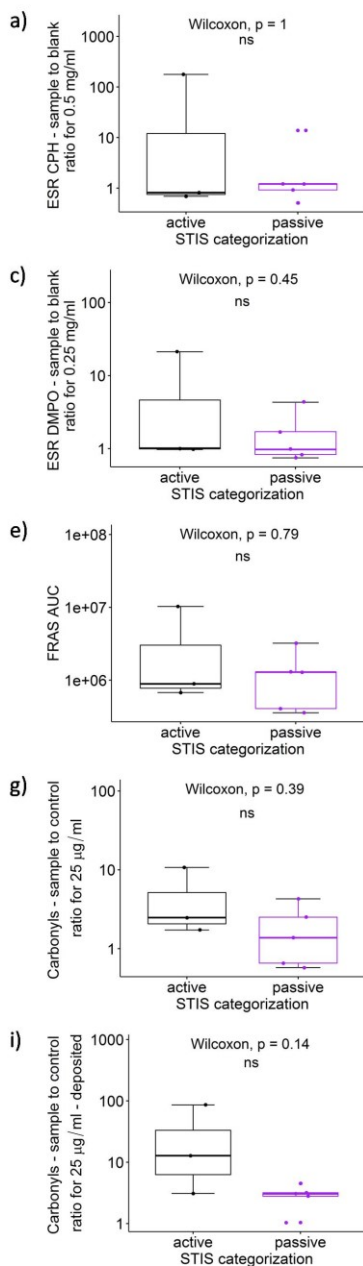 a)
Wilcoxon, p = 1
ns
ESR CPH - sample to blank
ratio for 0.5 mg/ml
1000
10
1
active
passive
STIS categorization
c)
Wilcoxon, p = 0.45
ns
ESR DMPO - sample to blank
ratio for 0.25 mg/ml
100
10
1
active
passive
STIS categorization
e)
Wilcoxon, p = 0.79
ns
FRAS AUC
1e+08
1e+07
1e+06
active
passive
STIS categorization
g)
Wilcoxon, p = 0.39
ns
Carbonyls - sample to control
ratio for 25 µg/ml
100
10
1
active
passive
STIS categorization
i)
Wilcoxon, p = 0.14
ns
Carbonyls - sample to control
ratio for 25 µg/ml - deposited
1000
100
10
1
active
passive
STIS categorization